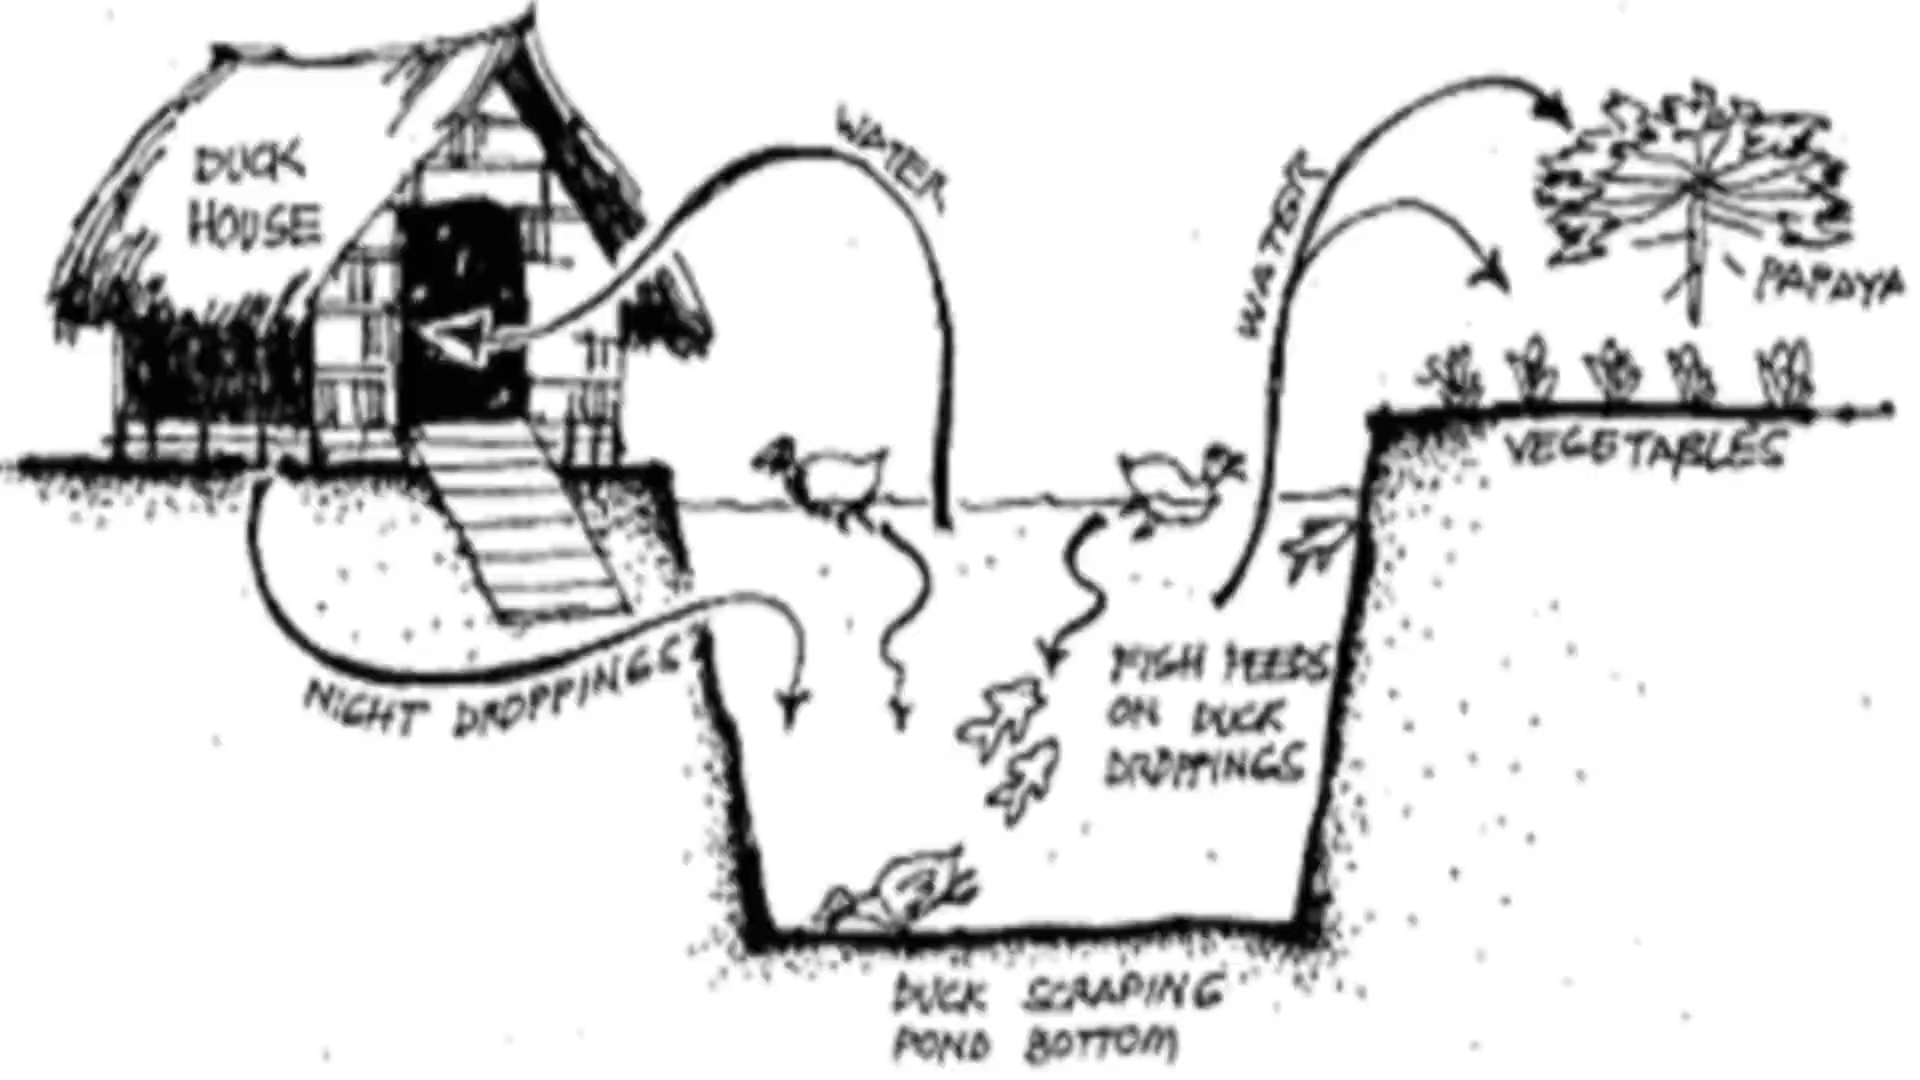 DUCK
HOUSE
WATER
WATER
PAPAYA
VEGETABLES
NIGHT DROPPINGS
FISH FEEDS
ON DUCK
DROPPINGS
DUCK SCRAPING
POND BOTTOM